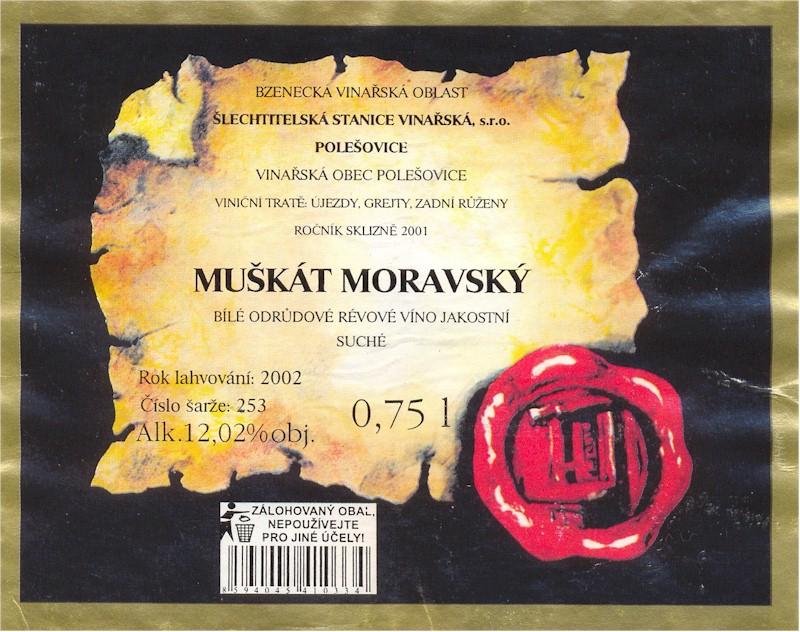 BZENECKÁ VINAŘSKÁ OBLAST
ŠLECHTITELSKÁ STANICE VINAŘSKÁ, s.r.o.
POLEŠOVICE
VINAŘSKÁ OBEC POLEŠOVICE
VINIČNÍ TRATĚ: ÚJEZDY, GREJTY, ZADNÍ RŮŽENY
ROČNÍK SKLIZNĚ 2001
MUŠKÁT MORAVSKÝ
BÍLÉ ODRŮDOVÉ RÉVOVÉ VÍNO JAKOSTNÍ
SUCHÉ
Rok lahvování: 2002
Číslo šarže: 253
Alk.12,02%obj.
0,75 l
ZÁLOHOVANÝ OBAL,
NEPOUŽÍVEJTE
PRO JINÉ ÚČELY!
8594045410334